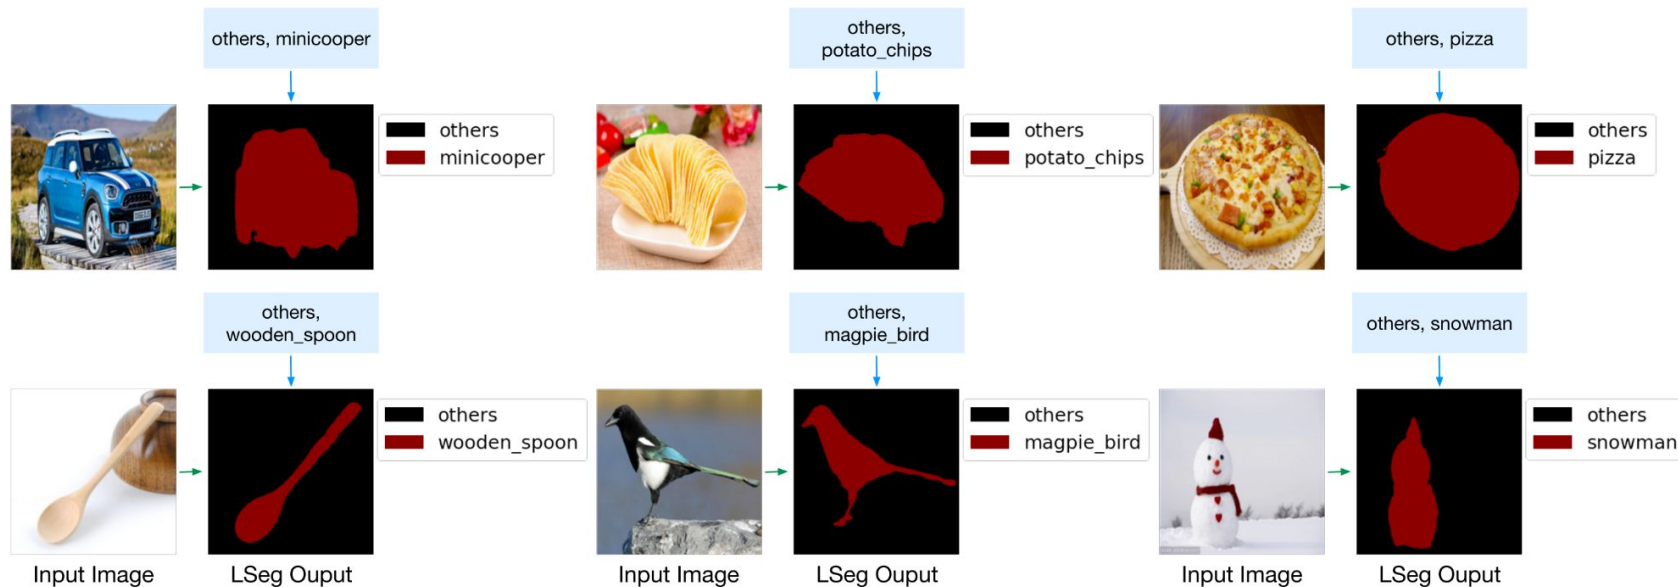 others, minicooper
others
minicooper
others,
potato_chips
others
potato_chips
others, pizza
others
pizza
others,
wooden_spoon
others
wooden_spoon
Input Image
LSeg Ouput
others,
magpie_bird
others
magpie_bird
Input Image
LSeg Ouput
others, snowman
others
snowman
Input Image
LSeg Ouput